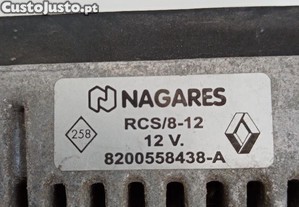 CustoJusto.pt
NAGARES
RCS/8-12
258
12 V.
8200558438-A